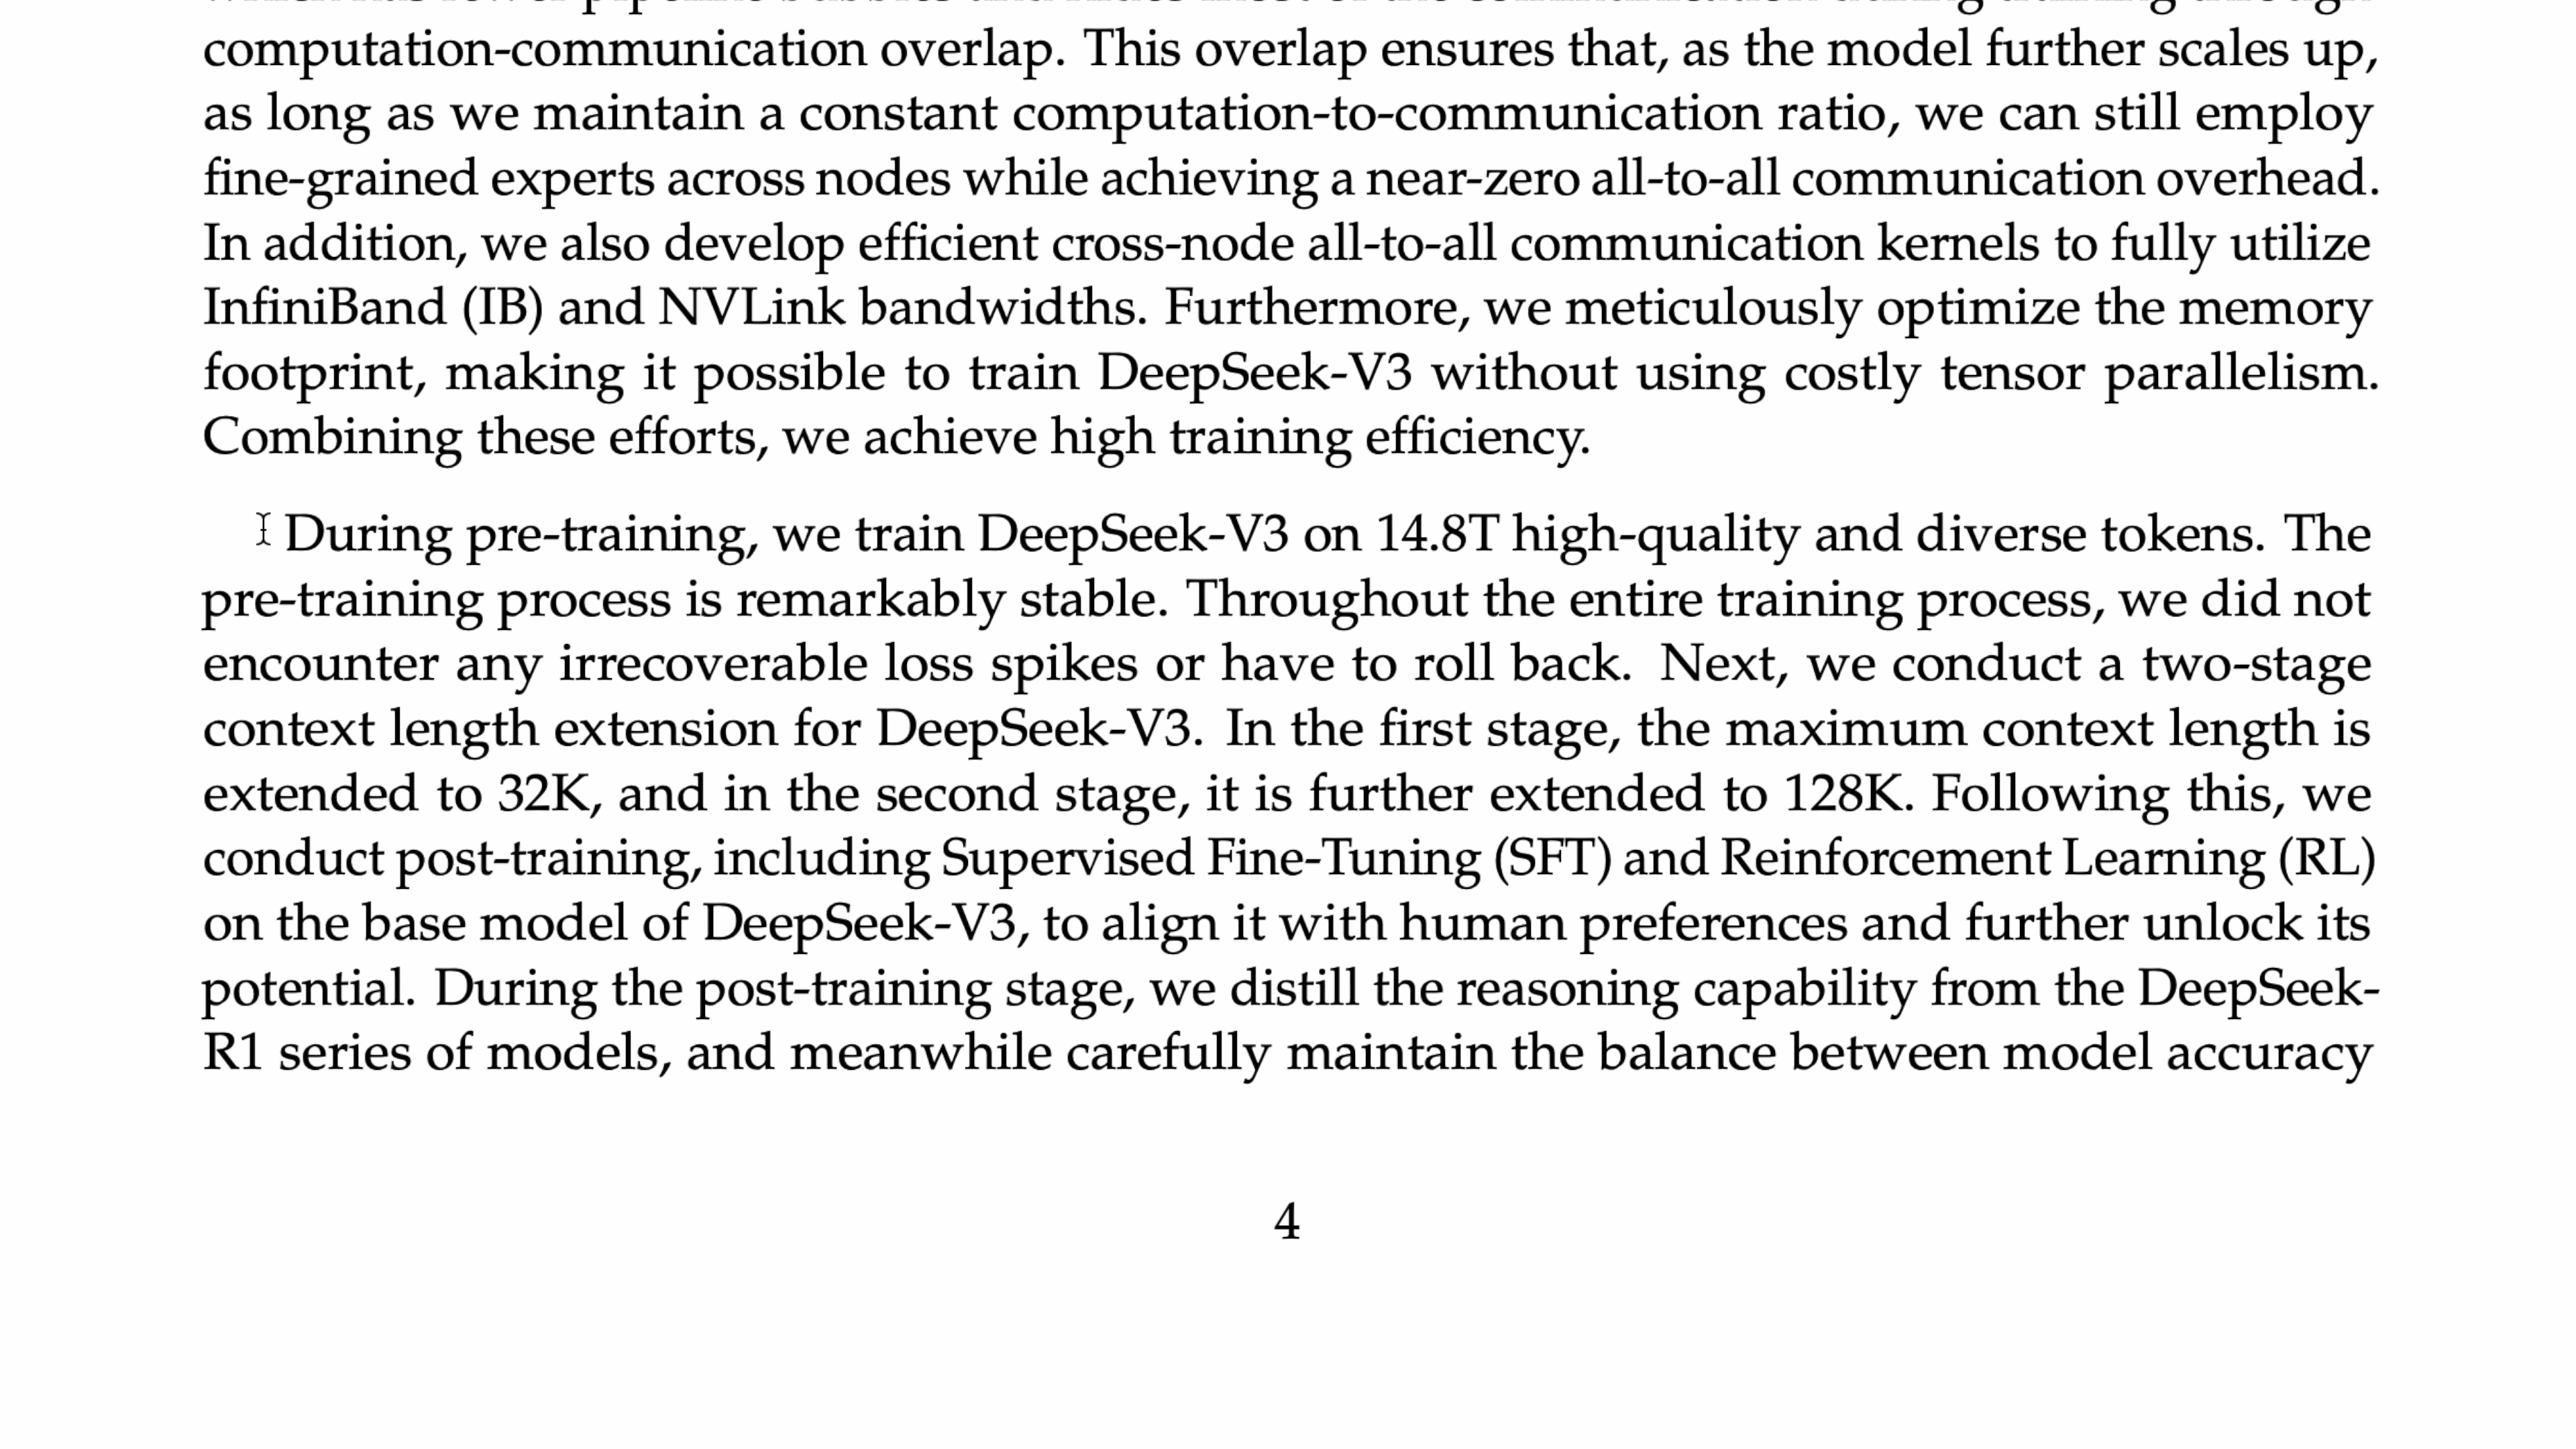 computation-communication overlap. This overlap ensures that, as the model further scales up,
as long as we maintain a constant computation-to-communication ratio, we can still employ
fine-grained experts across nodes while achieving a near-zero all-to-all communication overhead.
In addition, we also develop efficient cross-node all-to-all communication kernels to fully utilize
InfiniBand (IB) and NVLink bandwidths. Furthermore, we meticulously optimize the memory
footprint, making it possible to train DeepSeek-V3 without using costly tensor parallelism.
Combining these efforts, we achieve high training efficiency.
During pre-training, we train DeepSeek-V3 on 14.8T high-quality and diverse tokens. The
pre-training process is remarkably stable. Throughout the entire training process, we did not
encounter any irrecoverable loss spikes or have to roll back. Next, we conduct a two-stage
context length extension for DeepSeek-V3. In the first stage, the maximum context length is
extended to 32K, and in the second stage, it is further extended to 128K. Following this, we
conduct post-training, including Supervised Fine-Tuning (SFT) and Reinforcement Learning (RL)
on the base model of DeepSeek-V3, to align it with human preferences and further unlock its
potential. During the post-training stage, we distill the reasoning capability from the DeepSeek-
R1 series of models, and meanwhile carefully maintain the balance between model accuracy
4